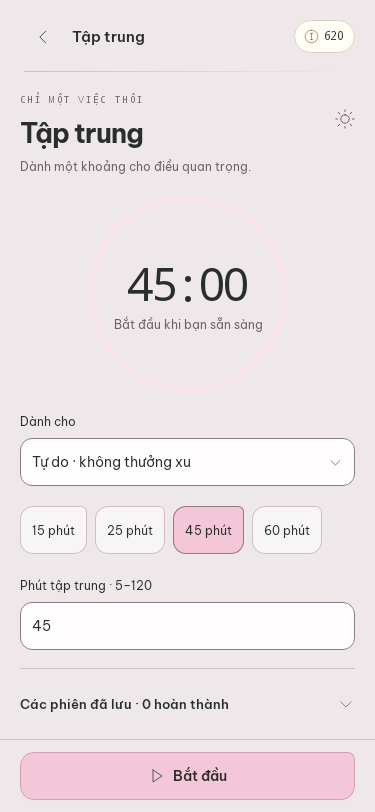 Tập trung
620
CHỈ MỘT VIỆC THÔI
Tập trung
Dành một khoảng cho điều quan trọng.
45:00
Bắt đầu khi bạn sẵn sàng
Dành cho
Tự do · không thưởng xu
15 phút
25 phút
45 phút
60 phút
Phút tập trung · 5–120
45
Các phiên đã lưu · 0 hoàn thành
Bắt đầu